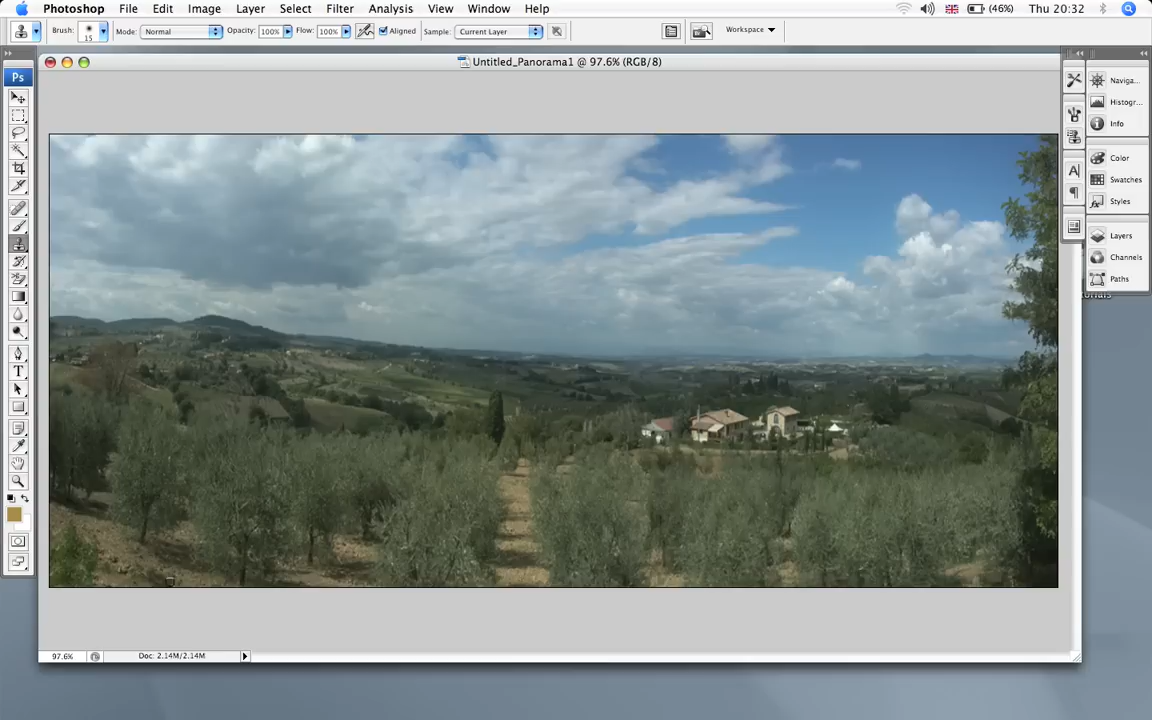 Photoshop File Edit Image Layer Select Filter Analysis View Window Help (46%) Thu 20:32
Brush: 15 Mode: Normal Opacity: 100% Flow: 100% Aligned Sample: Current Layer Workspace
Untitled_Panorama1 @ 97.6% (RGB/8)
Ps
Naviga...
Histogr...
Info
A
Color
Swatches
Styles
Layers
Channels
Paths
torials
T
97.6% Doc: 2.14M/2.14M